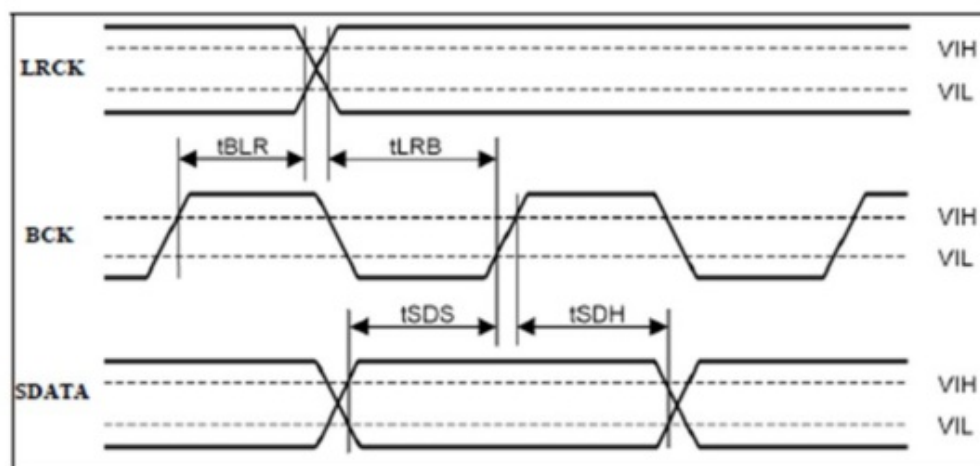 LRCK
VIH
VIL
tBLR
tLRB
BCK
VIH
VIL
tSDS
tSDH
SDATA
VIH
VIL